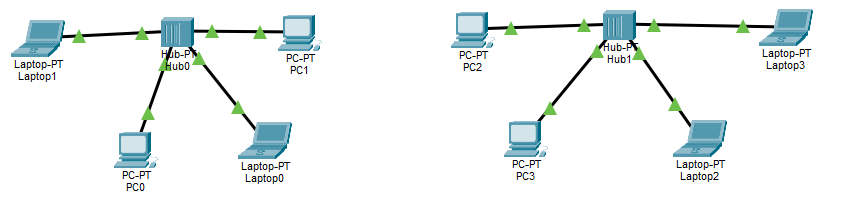 Laptop-PT
Laptop1
Hub-PT
Hub0
PC-PT
PC1
PC-PT
PC0
Laptop-PT
Laptop0
PC-PT
PC2
Hub-PT
Hub1
Laptop-PT
Laptop3
PC-PT
PC3
Laptop-PT
Laptop2